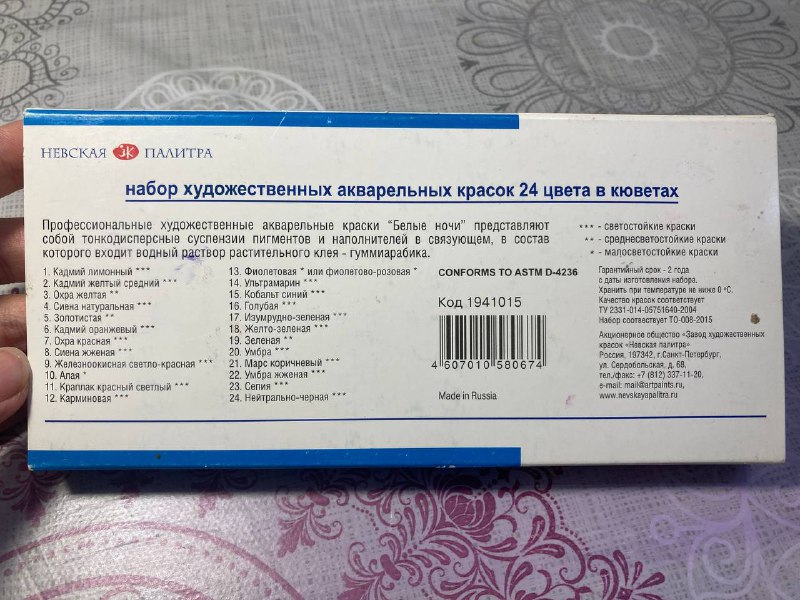 НЕВСКАЯ ПАЛИТРА
набор художественных акварельных красок 24 цвета в кюветах
Профессиональные художественные акварельные краски “Белые ночи” представляют
собой тонкодисперсные суспензии пигментов и наполнителей в связующем, в состав
которого входит водный раствор растительного клея - гуммиарабика.
*** - светостойкие краски
** - среднесветостойкие краски
* - малосветостойкие краски
1. Кадмий лимонный ***
2. Кадмий желтый средний ***
3. Охра желтая **
4. Сиена натуральная ***
5. Золотистая **
6. Кадмий оранжевый ***
7. Охра красная ***
8. Сиена жженая ***
9. Железноокисная светло-красная ***
10. Алая *
11. Краплак красный светлый ***
12. Карминовая ***
13. Фиолетовая * или фиолетово-розовая *
14. Ультрамарин ***
15. Кобальт синий ***
16. Голубая ***
17. Изумрудно-зеленая ***
18. Желто-зеленая ***
19. Зеленая **
20. Умбра ***
21. Марс коричневый ***
22. Умбра жженая ***
23. Сепия ***
24. Нейтрально-черная ***
CONFORMS TO ASTM D-4236
Код 1941015
4 607010 580674
Made in Russia
Гарантийный срок - 2 года
с даты изготовления.
Хранить при температуре не ниже 0 °С.
Качество красок соответствует
ТУ 2331-014-05751640-2004
Набор соответствует ТО-008-2015
Акционерное общество «Завод художественных
красок «Невская палитра»
Россия, 197342, г.Санкт-Петербург,
ул. Сердобольская, д. 68,
тел./факс: +7 (812) 337-11-20,
e-mail: mail@artpaints.ru,
www.nevskayapalitra.ru